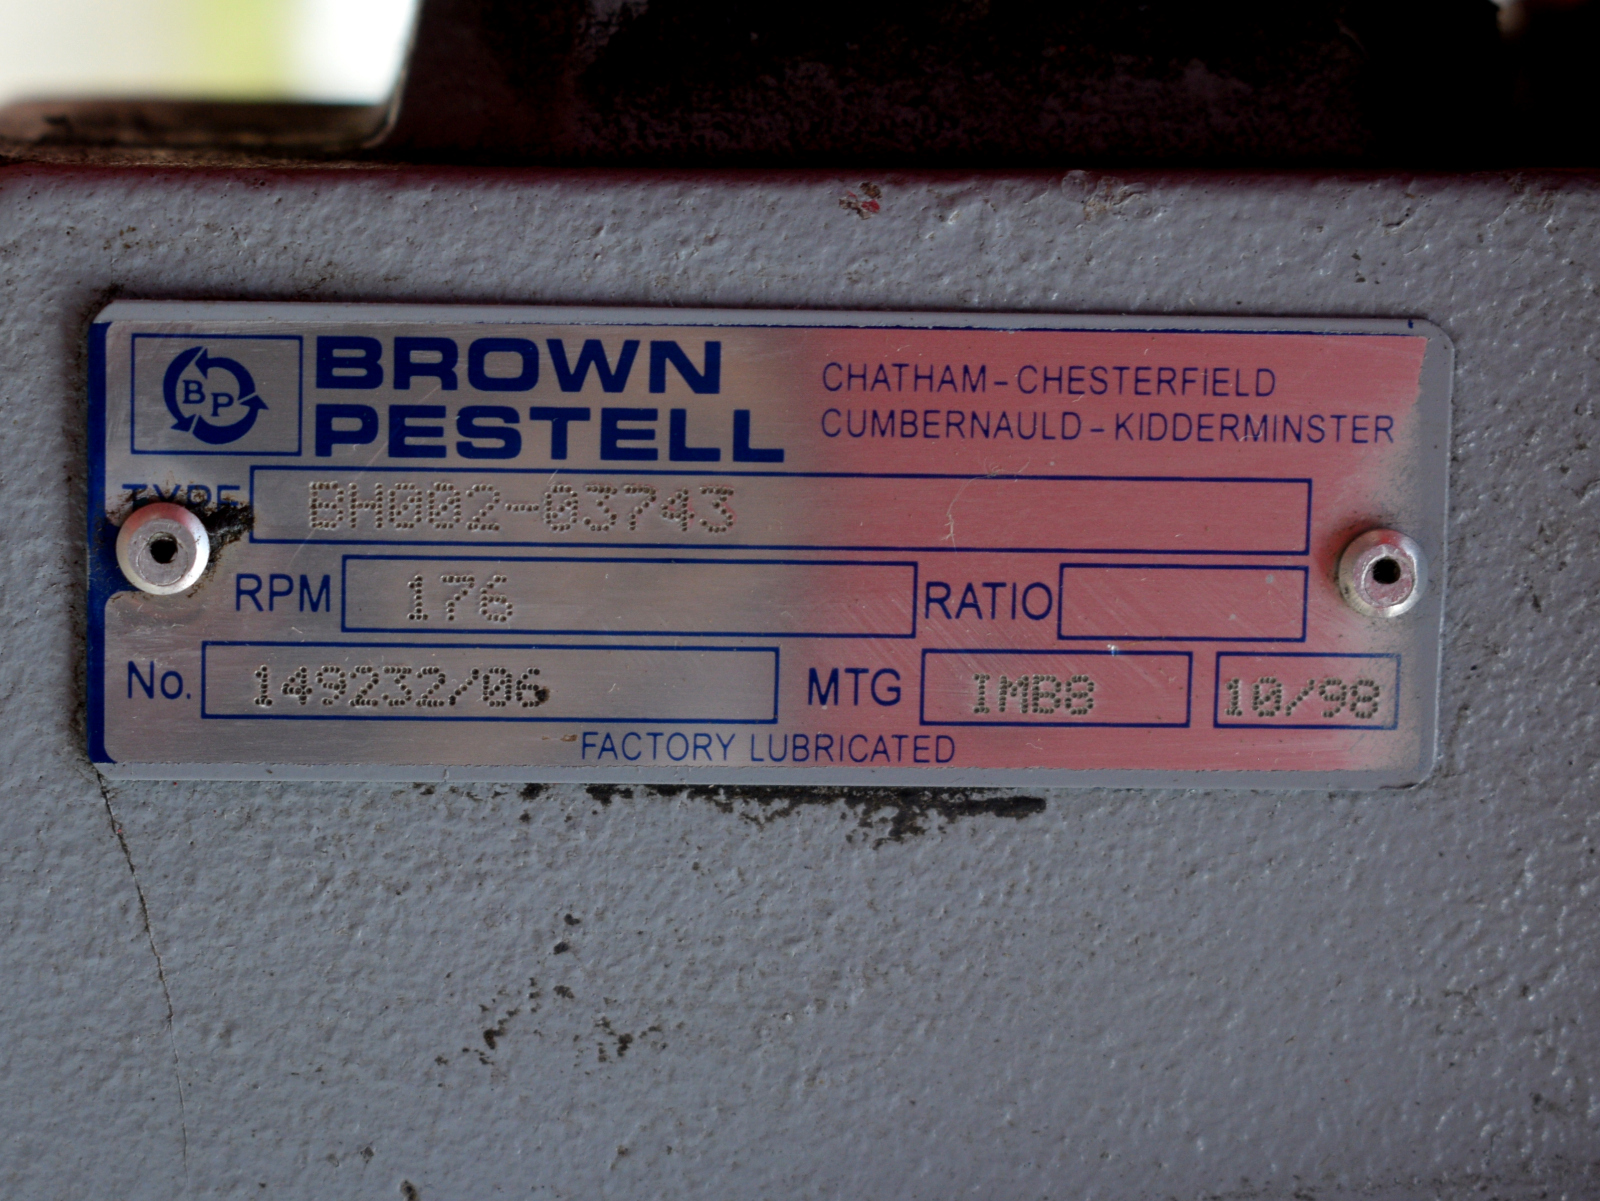 BP BROWN PESTELL
CHATHAM-CHESTERFIELD
CUMBERNAULD-KIDDERMINSTER
TYPE BH002-03743
RPM 176 RATIO
No. 149232/06 MTG IMB8 10/98
FACTORY LUBRICATED